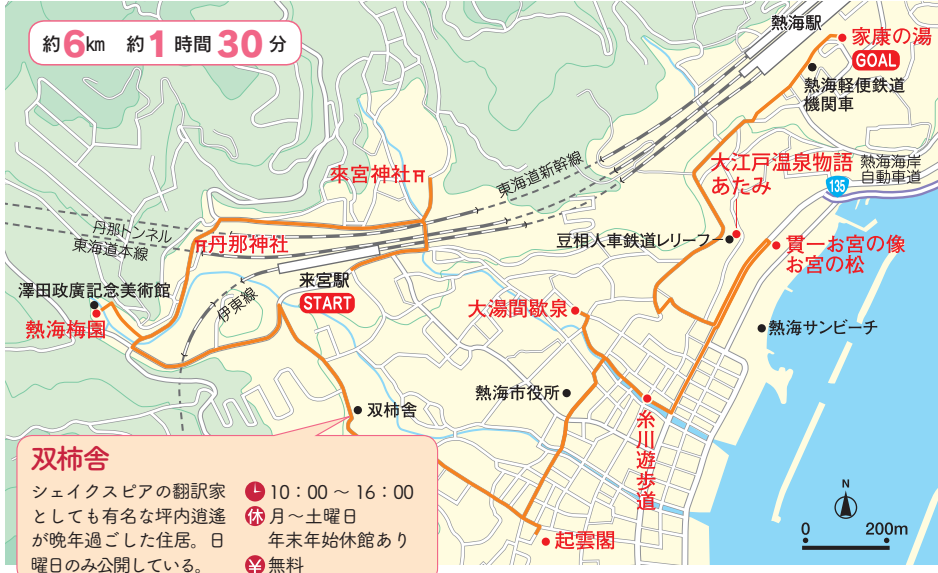 約6km 約1時間30分
熱海駅
家康の湯
GOAL
熱海軽便鉄道
機関車
來宮神社
東海道新幹線
大江戸温泉物語
あたみ
熱海海岸
自動車道
135
丹那トンネル
東海道本線
丹那神社
豆相人車鉄道レリーフ
貫一お宮の像
お宮の松
来宮駅
START
伊東線
澤田政廣記念美術館
熱海梅園
大湯間歇泉
熱海サンビーチ
双柿舎
熱海市役所
糸川遊歩道
起雲閣
双柿舎
シェイクスピアの翻訳家
としても有名な坪内逍遙
が晩年過ごした住居。日
曜日のみ公開している。
10：00～16：00
休 月～土曜日
年末年始休館あり
¥ 無料
N
0 200m